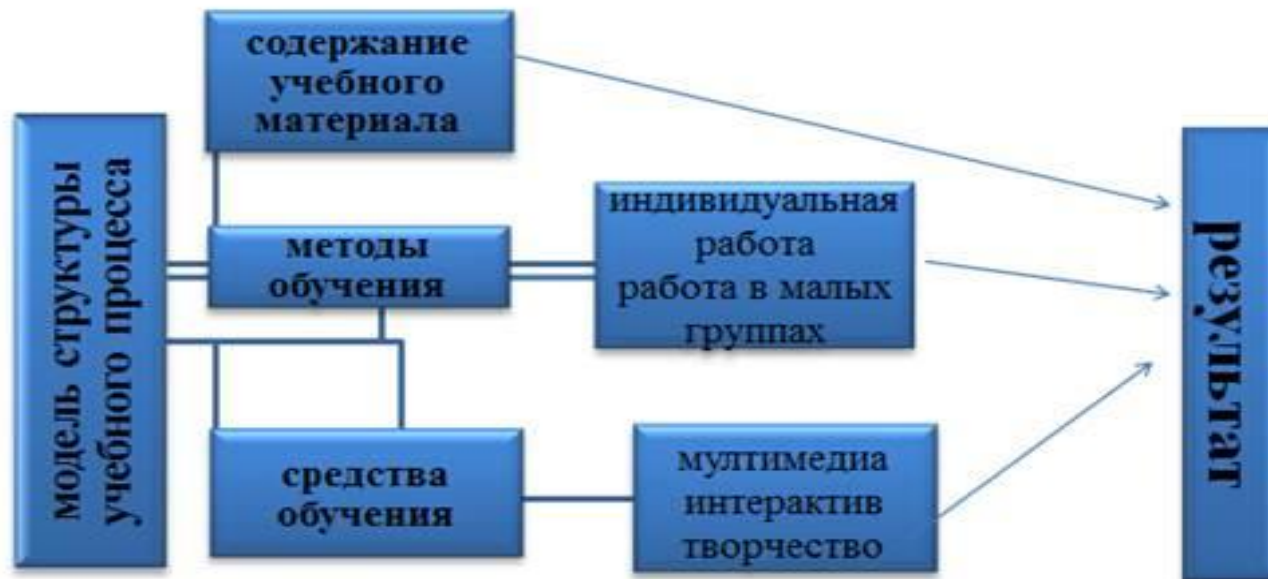 модель структуры
учебного процесса
содержание
учебного
материала
методы
обучения
индивидуальная
работа
работа в малых
группах
средства
обучения
мултимедиа
интерактив
творчество
результат